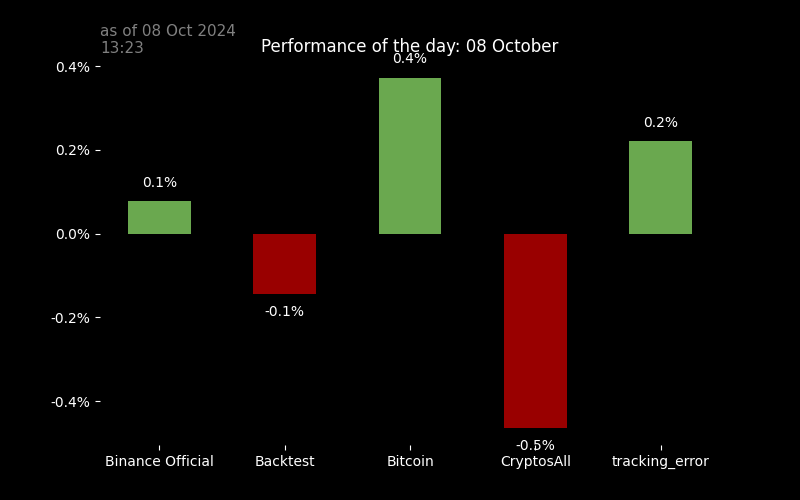 as of 08 Oct 2024
13:23
Performance of the day: 08 October
0.4%
0.4%
0.2%
0.2%
0.1%
0.0%
-0.1%
-0.2%
-0.4%
-0.5%
Binance Official
Backtest
Bitcoin
CryptosAll
tracking_error